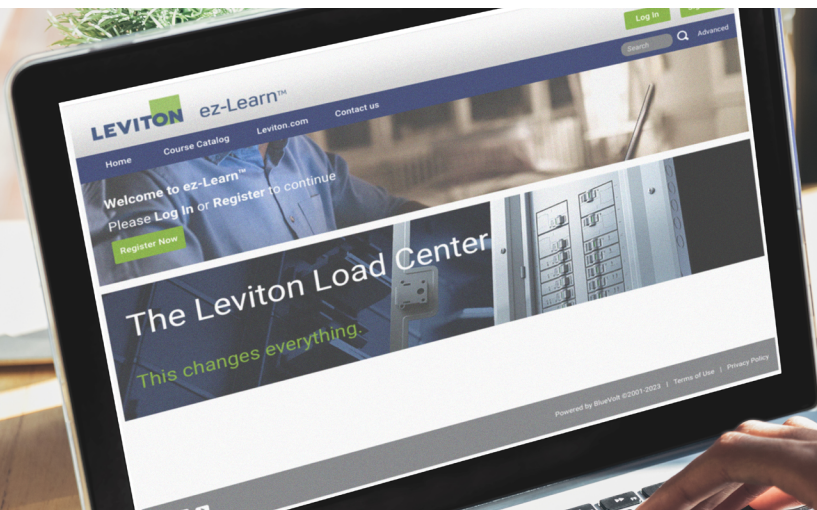 Log In
LEVITON ez-Learn™
Search
Advanced
Home Course Catalog Leviton.com Contact us
Welcome to ez-Learn™
Please Log In or Register to continue
Register Now
The Leviton Load Center
This changes everything.
Powered by BlueVolt ©2001-2023 | Terms of Use | Privacy Policy